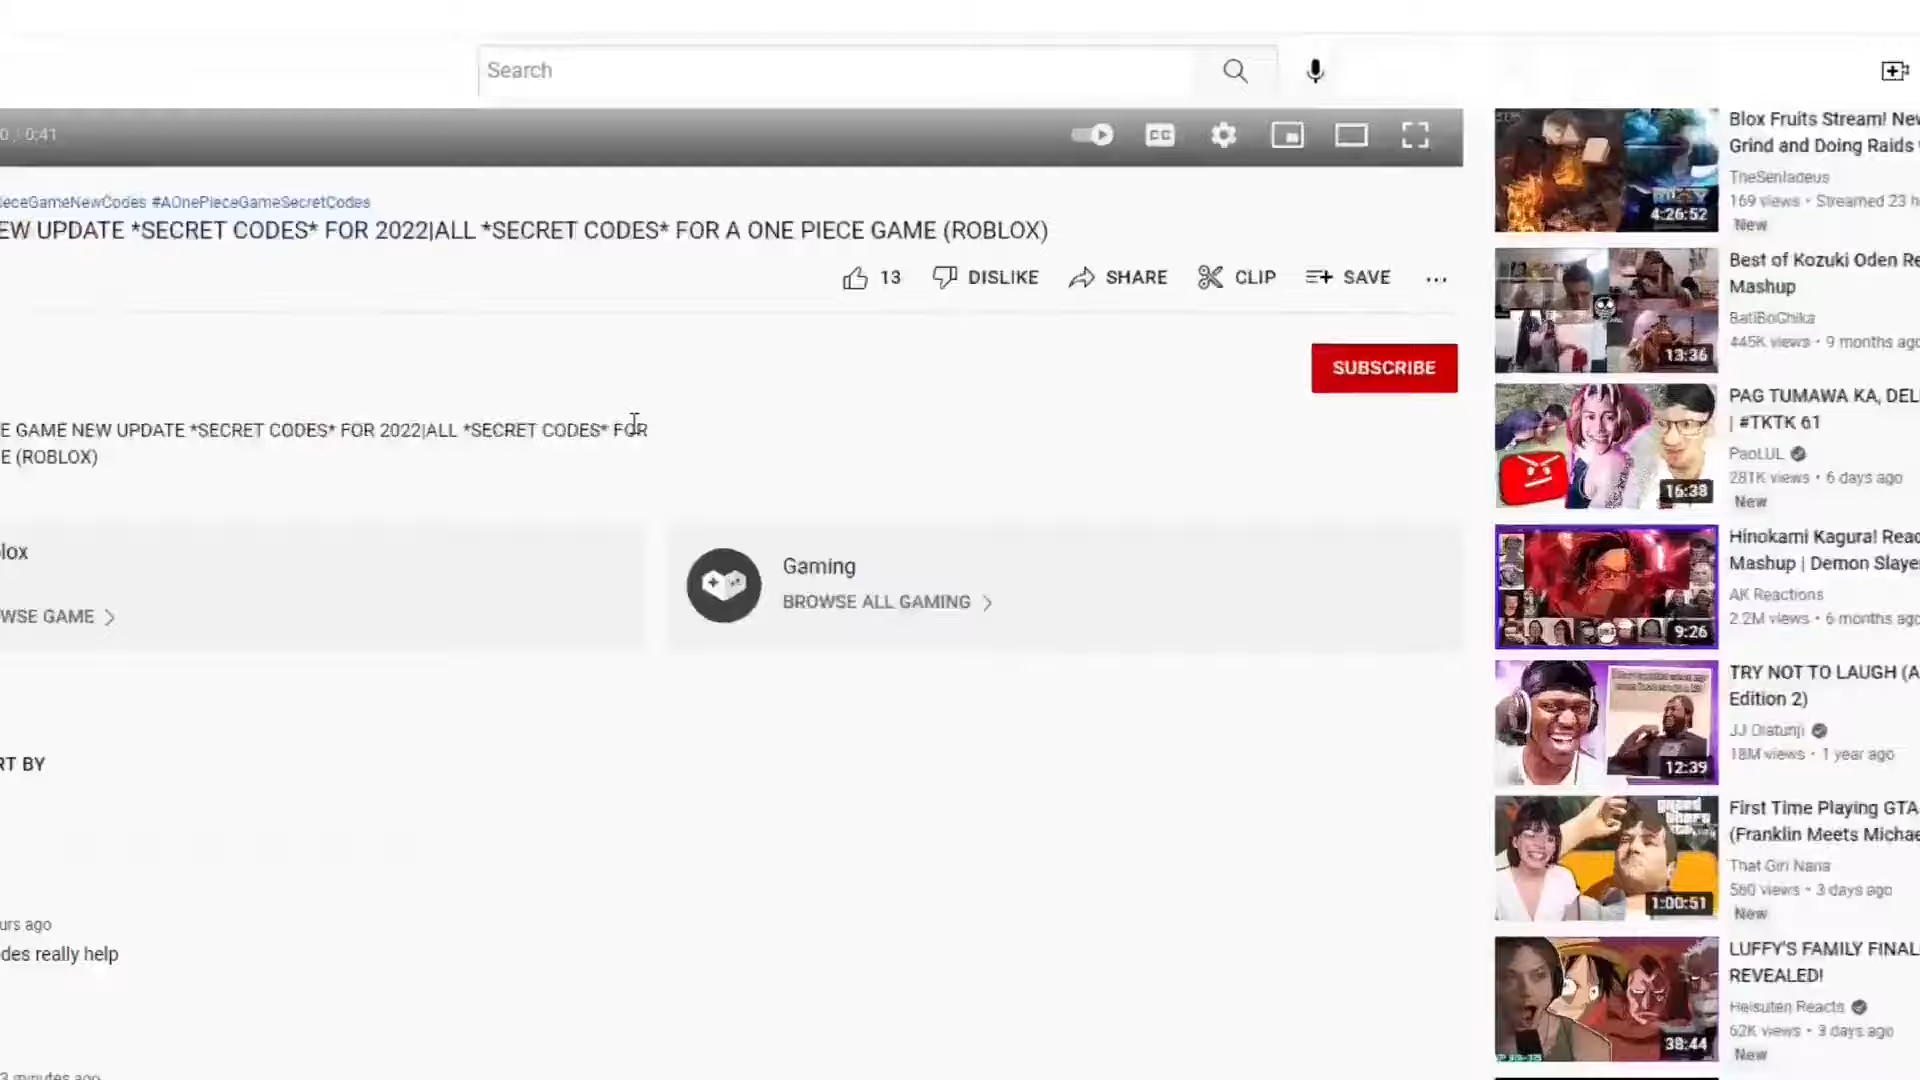 Search
0:41
ieceGameNewCodes #AOnePieceGameSecretCodes
EW UPDATE *SECRET CODES* FOR 2022|ALL *SECRET CODES* FOR A ONE PIECE GAME (ROBLOX)
13 DISLIKE SHARE CLIP SAVE ...
SUBSCRIBE
E GAME NEW UPDATE *SECRET CODES* FOR 2022|ALL *SECRET CODES* FOR
E (ROBLOX)
lox
WSE GAME
Gaming
BROWSE ALL GAMING
RT BY
urs ago
des really help
3 minutes ago
4:26:52
Blox Fruits Stream! New
Grind and Doing Raids
TheSenladeus
169 views • Streamed 23 h
New
13:36
Best of Kozuki Oden Re
Mashup
BatiBoChika
445K views • 9 months ago
16:38
PAG TUMAWA KA, DEL
| #TKTK 61
PaoLUL
281K views • 6 days ago
New
9:26
Hinokami Kagura! Reac
Mashup | Demon Slaye
AK Reactions
2.2M views • 6 months ago
12:39
TRY NOT TO LAUGH (A
Edition 2)
JJ Olatunji
18M views • 1 year ago
1:00:51
First Time Playing GTA
(Franklin Meets Michae
That Girl Nana
560 views • 3 days ago
New
38:44
LUFFY'S FAMILY FINAL
REVEALED!
Heisuten Reacts
62K views • 3 days ago
New